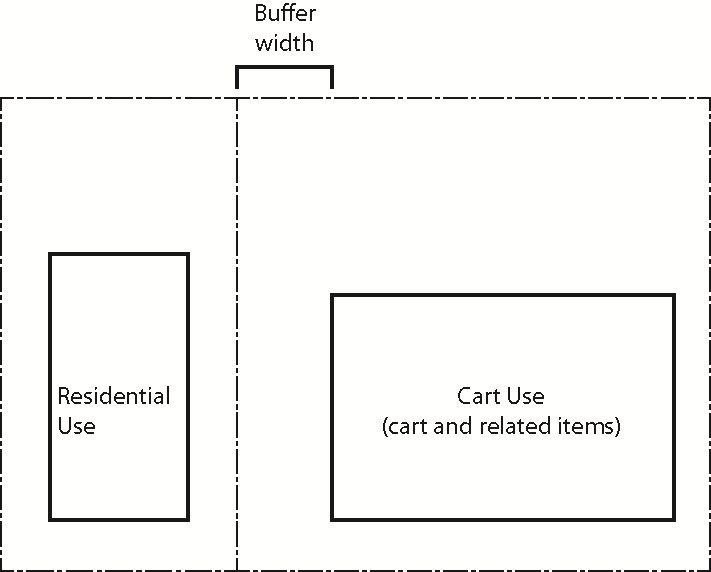 Buffer
width
Residential
Use
Cart Use
(cart and related items)